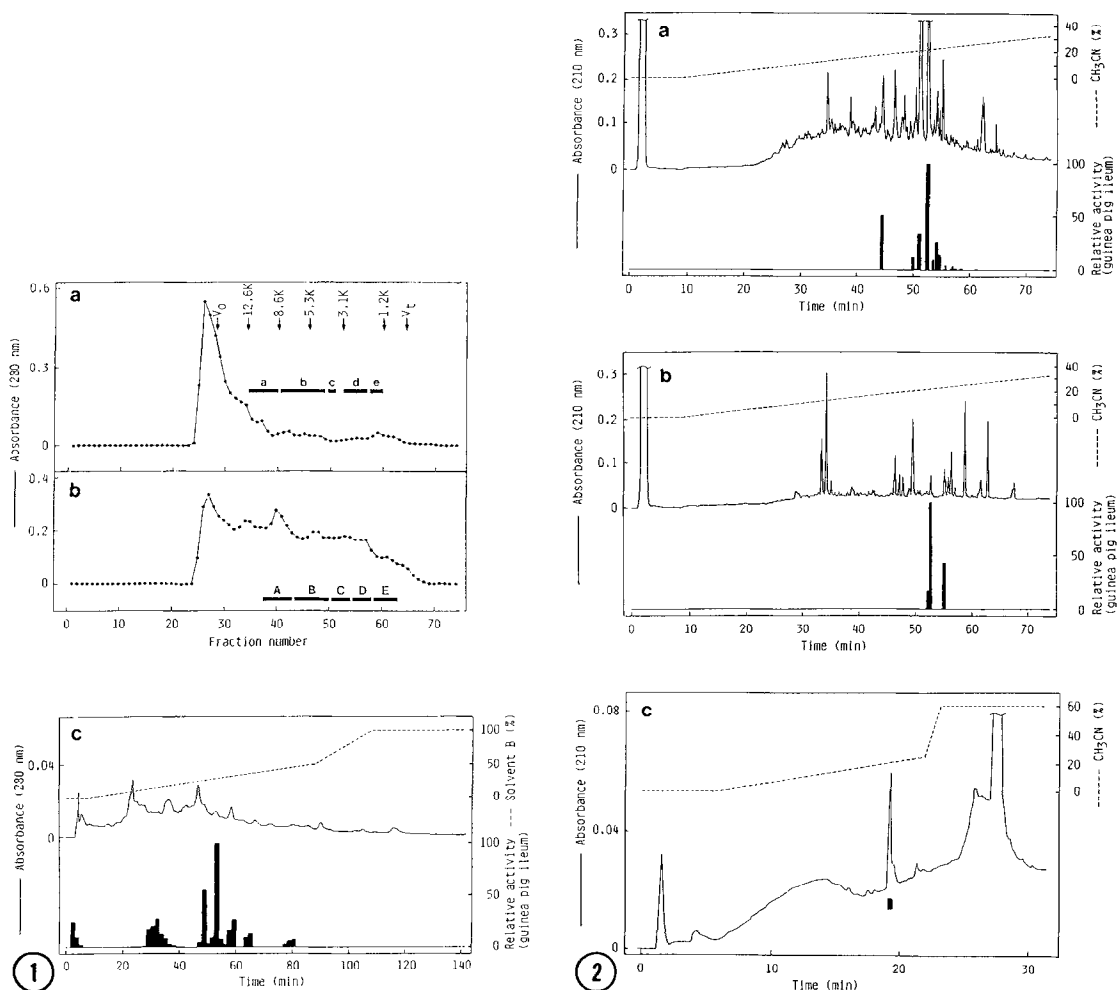 a
0.6
0.3
0
Absorbance (280 nm)
Vo
12.6K
8.6K
5.3K
3.1K
1.2K
Vt
a b c d e
b
0.4
0.2
0
A B C D E
0 10 20 30 40 50 60 70
Fraction number
c
0.04
0
Absorbance (280 nm)
100
50
0
Solvent B (%)
100
50
0
Relative activity
(guinea pig ileum)
0 20 40 60 80 100 120 140
Time (min)
1
a
0.3
0.2
0.1
0
Absorbance (210 nm)
40
20
0
CH3CN (%)
100
50
0
Relative activity
(guinea pig ileum)
0 10 20 30 40 50 60 70
Time (min)
b
0.3
0.2
0.1
0
Absorbance (210 nm)
40
20
0
CH3CN (%)
100
50
0
Relative activity
(guinea pig ileum)
0 10 20 30 40 50 60 70
Time (min)
c
0.08
0.04
0
Absorbance (210 nm)
60
40
20
0
CH3CN (%)
0 10 20 30
Time (min)
2